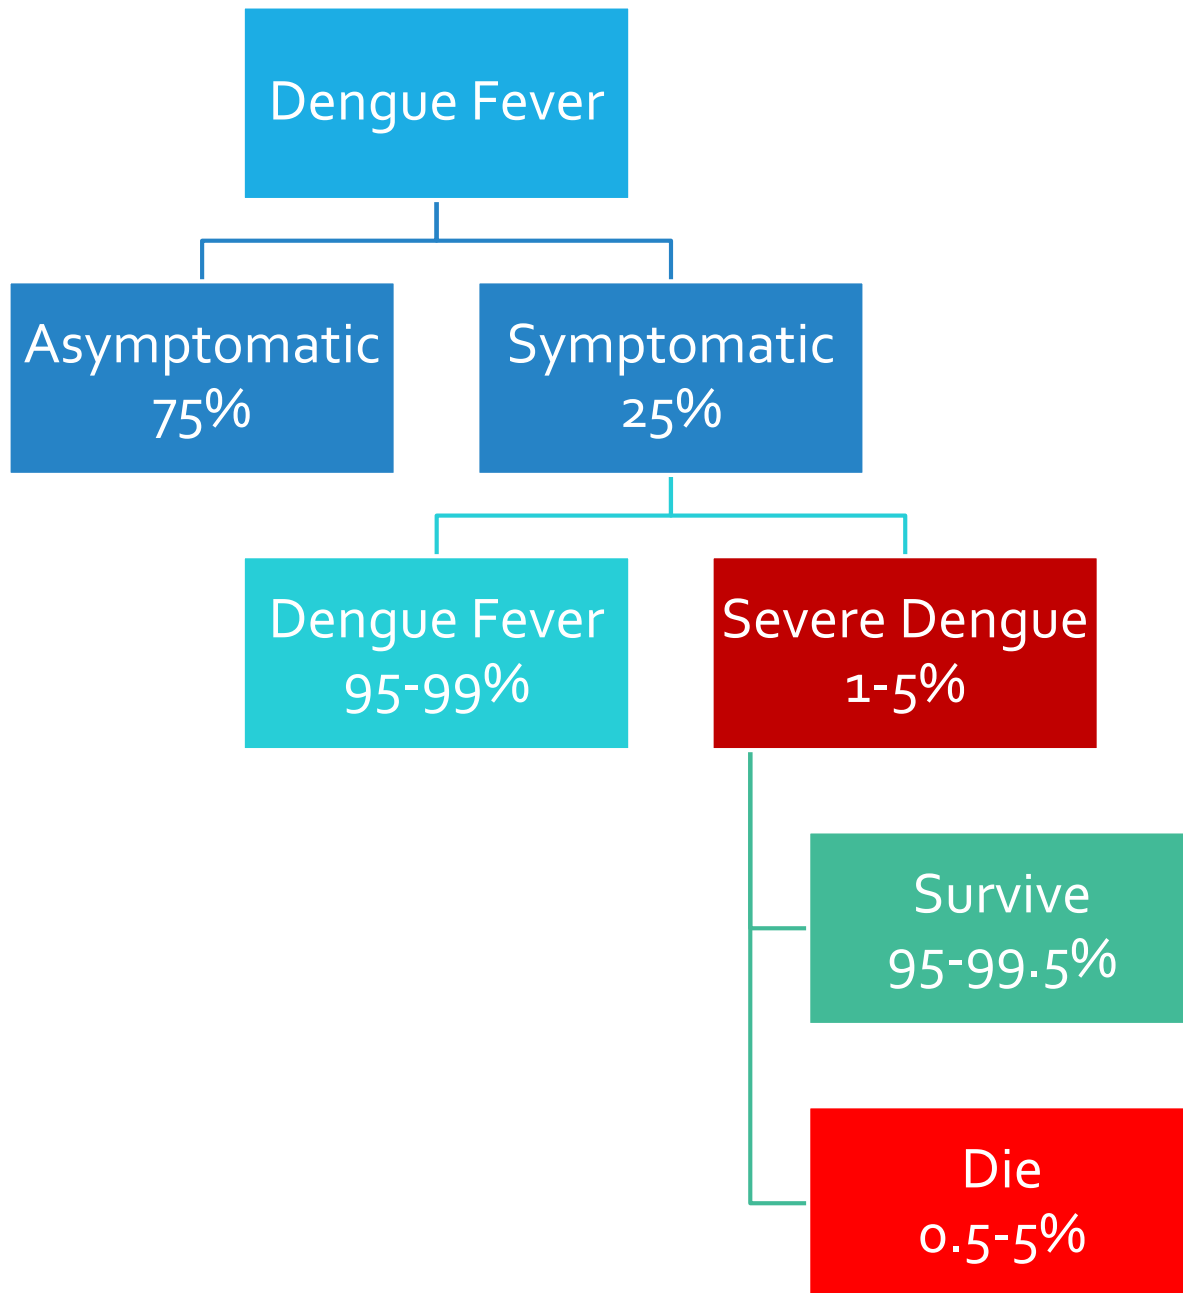 Dengue Fever
Asymptomatic
75%
Symptomatic
25%
Dengue Fever
95-99%
Severe Dengue
1-5%
Survive
95-99.5%
Die
0.5-5%